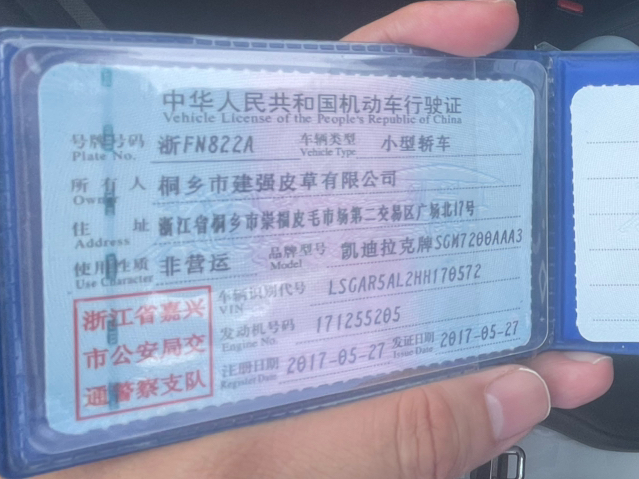 中华人民共和国机动车行驶证
Vehicle License of the People's Republic of China
号牌号码 浙FN822A 车辆类型 小型轿车
Plate No. Vehicle Type
所有人 桐乡市建强皮草有限公司
Owner
住址 浙江省桐乡市崇福皮毛市场第二交易区广场北17号
Address
使用性质 非营运 品牌型号 凯迪拉克牌SGM7200AAA3
Use Character Model
车辆识别代号 LSGAR5AL2HH170572
VIN
发动机号码 171255205
Engine No.
注册日期 2017-05-27 发证日期 2017-05-27
Register Date Issue Date
浙江省嘉兴
市公安局交
通警察支队